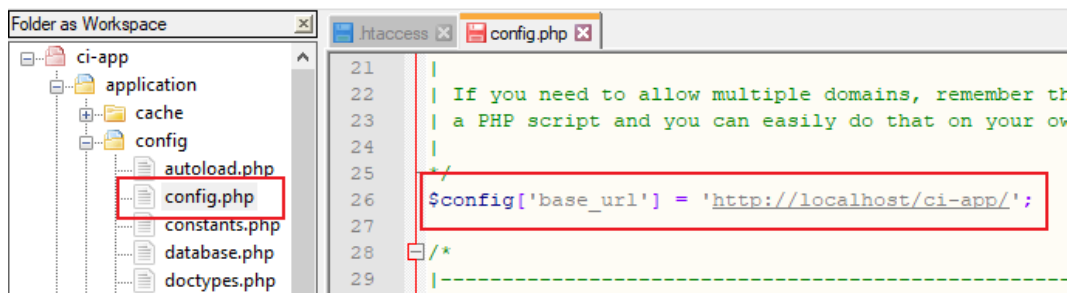 Folder as Workspace
ci-app
application
cache
config
autoload.php
config.php
constants.php
database.php
doctypes.php
.htaccess
config.php
21 |
22 | If you need to allow multiple domains, remember
23 | a PHP script and you can easily do that on your
24 |
25 */
26 $config['base_url'] = 'http://localhost/ci-app/';
27
28 /*
29 |--------------------------------------------------